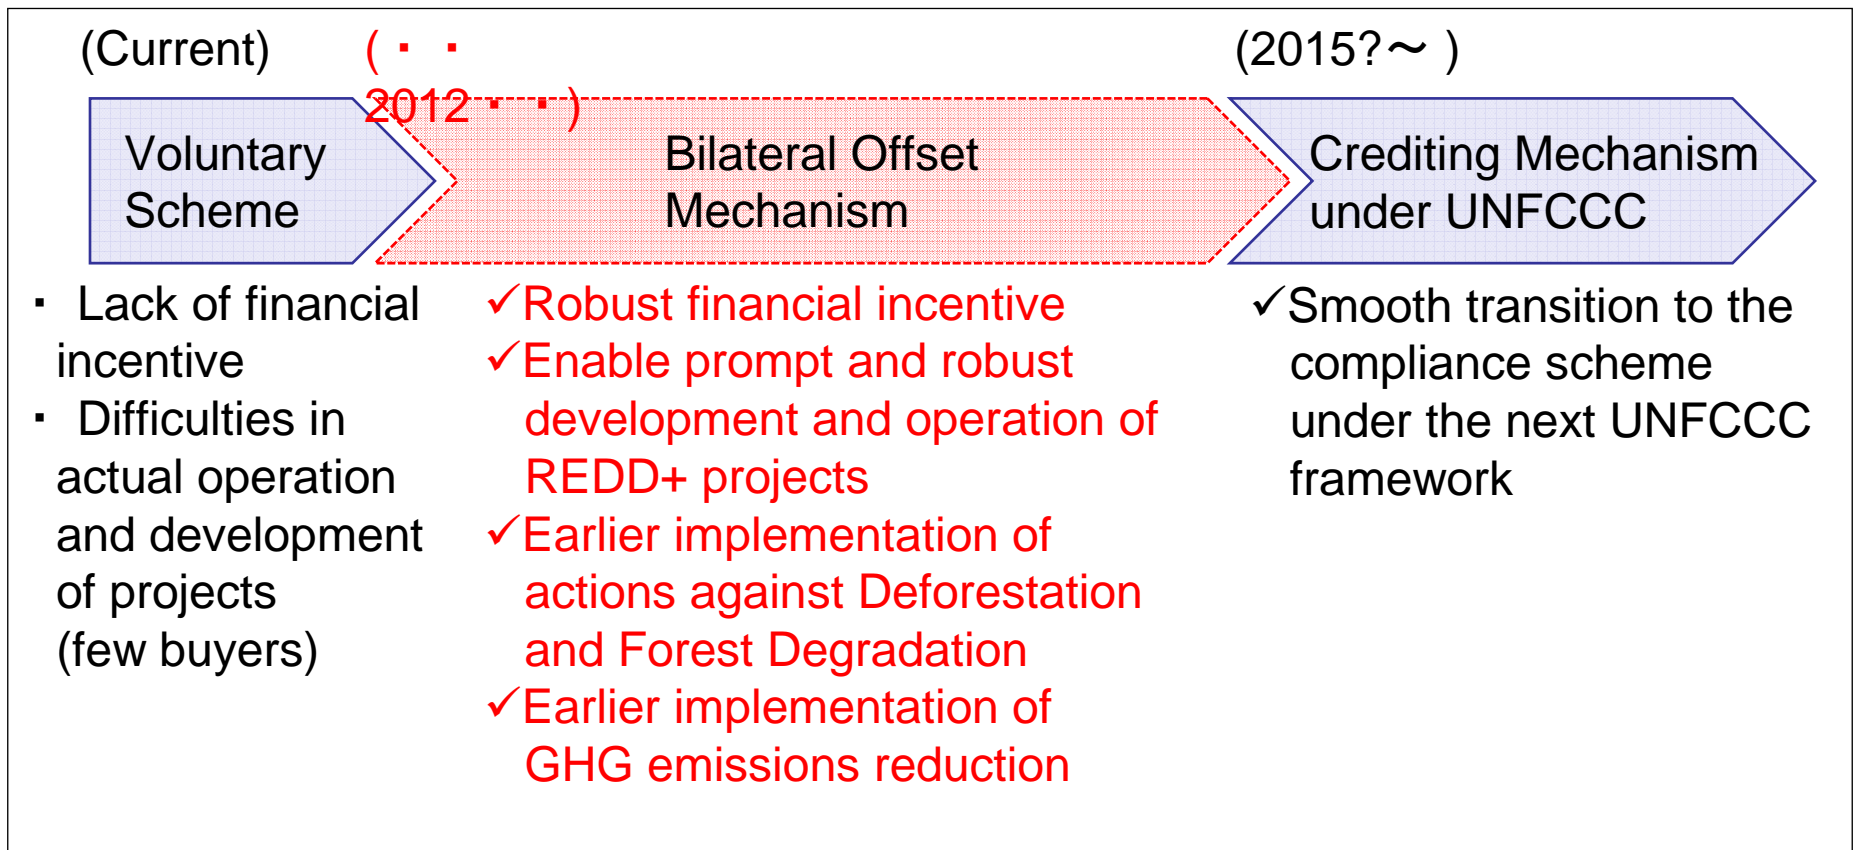 (Current)
(・・
2012・・)
(2015?～ )
Voluntary
Scheme
Bilateral Offset
Mechanism
Crediting Mechanism
under UNFCCC
・ Lack of financial
incentive
・ Difficulties in
actual operation
and development
of projects
(few buyers)
✓Robust financial incentive
✓Enable prompt and robust
development and operation of
REDD+ projects
✓Earlier implementation of
actions against Deforestation
and Forest Degradation
✓Earlier implementation of
GHG emissions reduction
✓Smooth transition to the
compliance scheme
under the next UNFCCC
framework